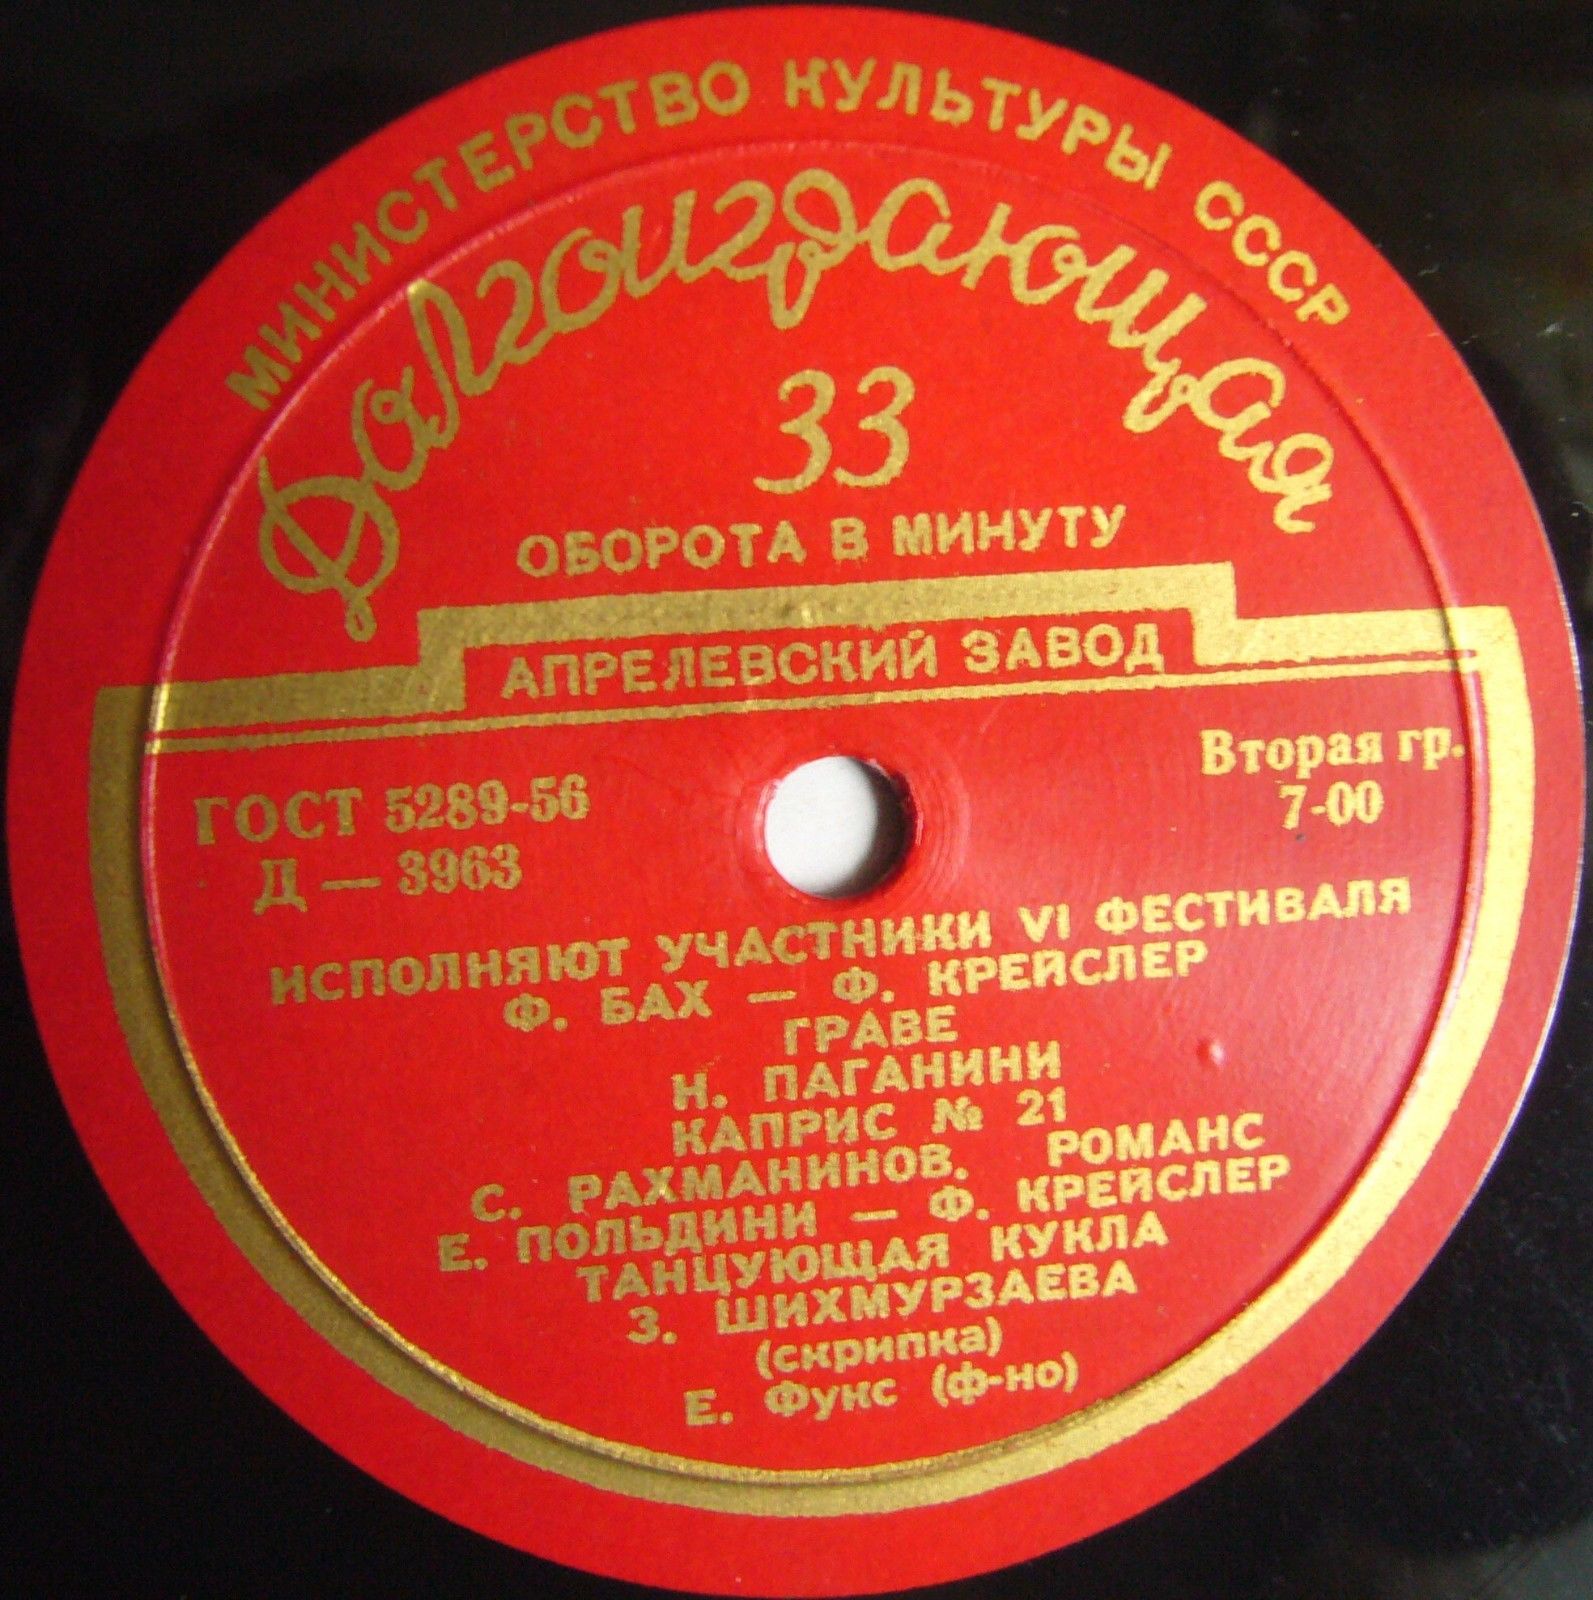 МИНИСТЕРСТВО КУЛЬТУРЫ СССР
Долгоиграющая
33
ОБОРОТА В МИНУТУ
АПРЕЛЕВСКИЙ ЗАВОД
ГОСТ 5289-56
Д — 3963
Вторая гр.
7-00
ИСПОЛНЯЮТ УЧАСТНИКИ VI ФЕСТИВАЛЯ
Ф. БАХ — Ф. КРЕЙСЛЕР
ГРАВЕ
Н. ПАГАНИНИ
КАПРИС № 21
С. РАХМАНИНОВ. РОМАНС
Е. ПОЛЬДИНИ — Ф. КРЕЙСЛЕР
ТАНЦУЮЩАЯ КУКЛА
З. ШИХМУРЗАЕВА
(скрипка)
Е. Фукс (ф-но)